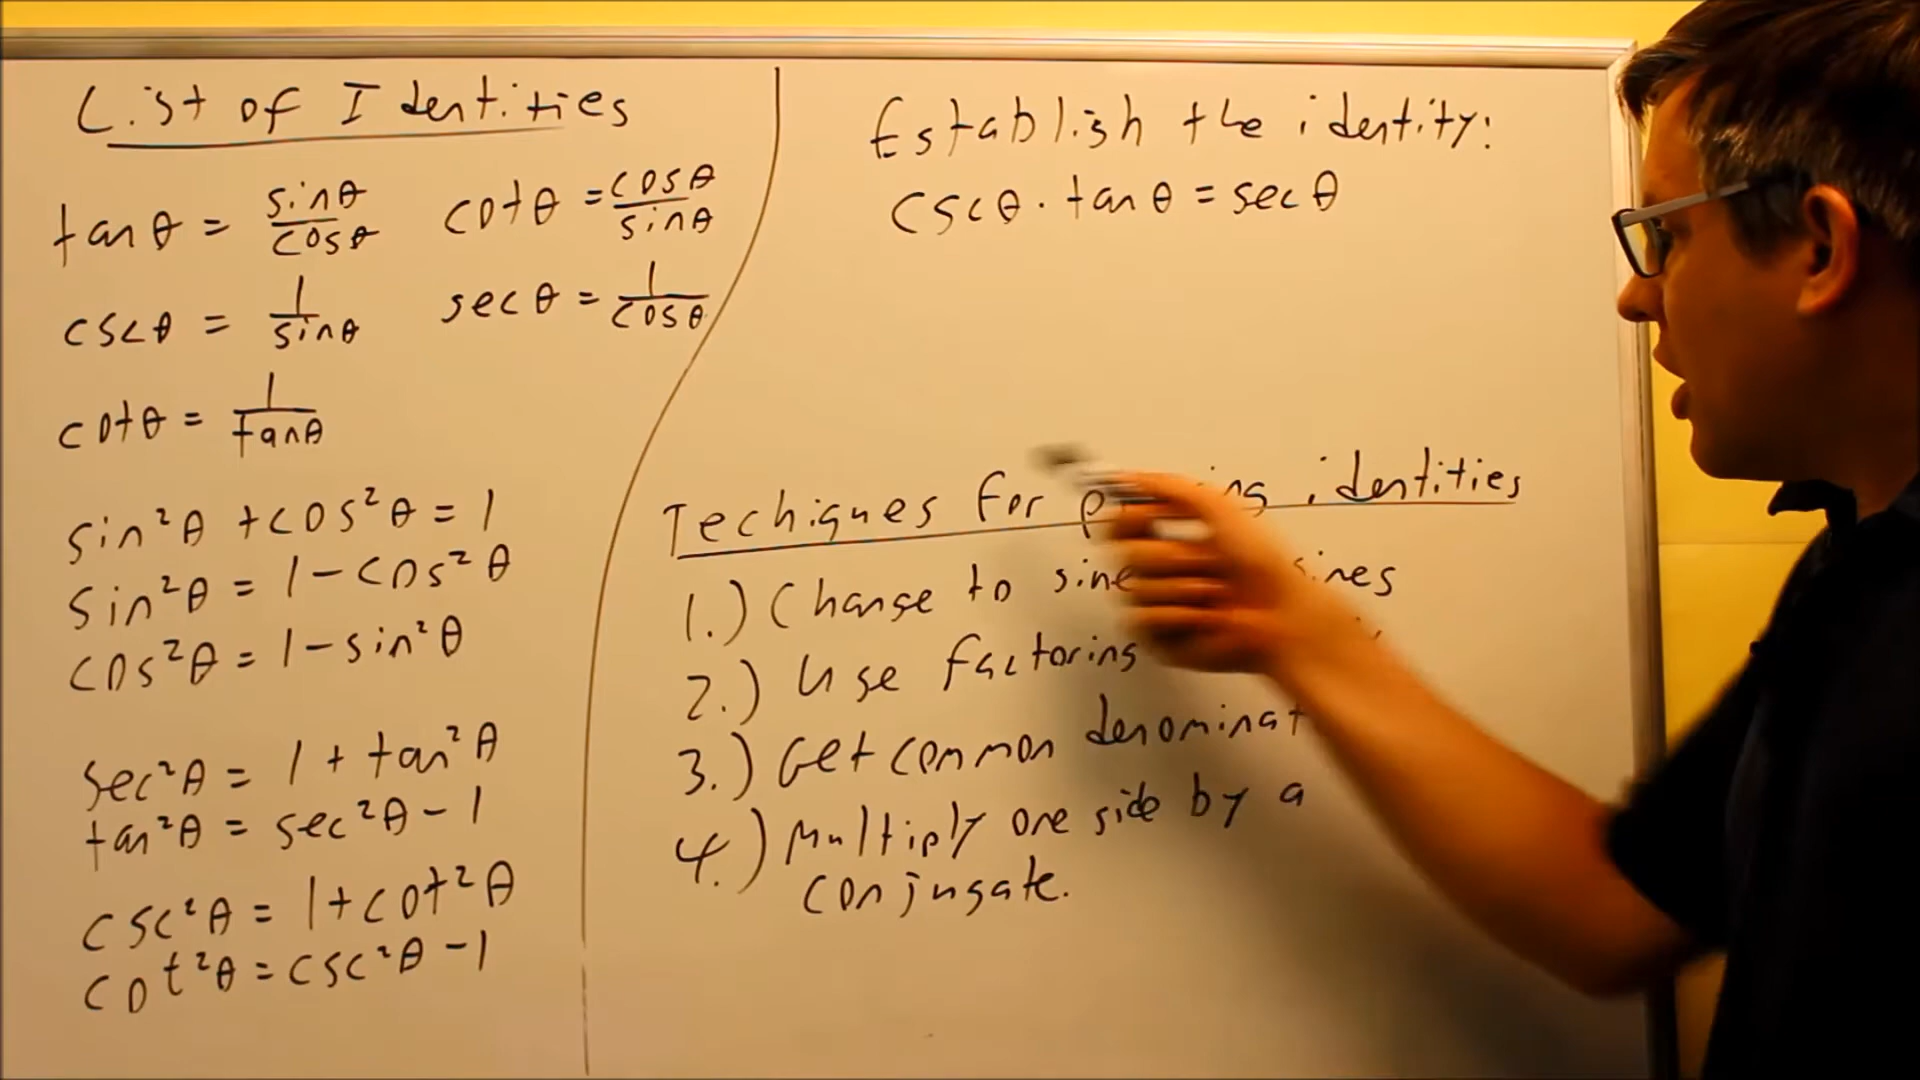 List of Identities
tanθ = sinθ/cosθ cotθ = cosθ/sinθ
cscθ = 1/sinθ secθ = 1/cosθ
cotθ = 1/tanθ
sin²θ + cos²θ = 1
sin²θ = 1 - cos²θ
cos²θ = 1 - sin²θ
sec²θ = 1 + tan²θ
tan²θ = sec²θ - 1
csc²θ = 1 + cot²θ
cot²θ = csc²θ - 1
Establish the identity:
cscθ · tanθ = secθ
Techiques for identities
1.) Change to
2.) Use factoring
3.) Get common
4.) Multiply one side by a
conjugate.